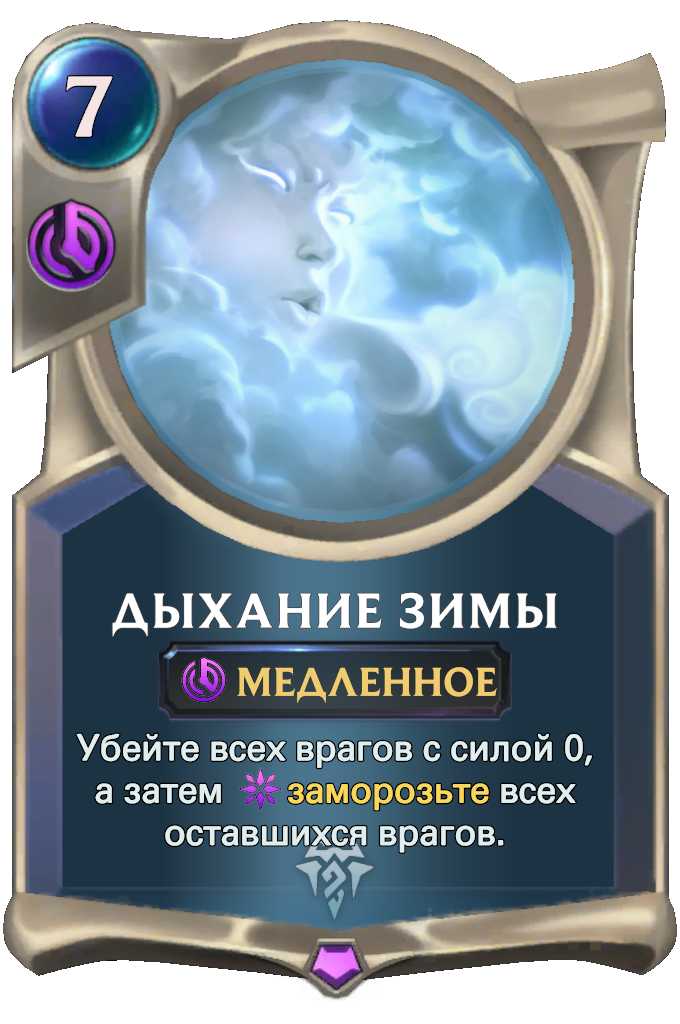 7
ДЫХАНИЕ ЗИМЫ
МЕДЛЕННОЕ
Убейте всех врагов с силой 0,
а затем заморозьте всех
оставшихся врагов.